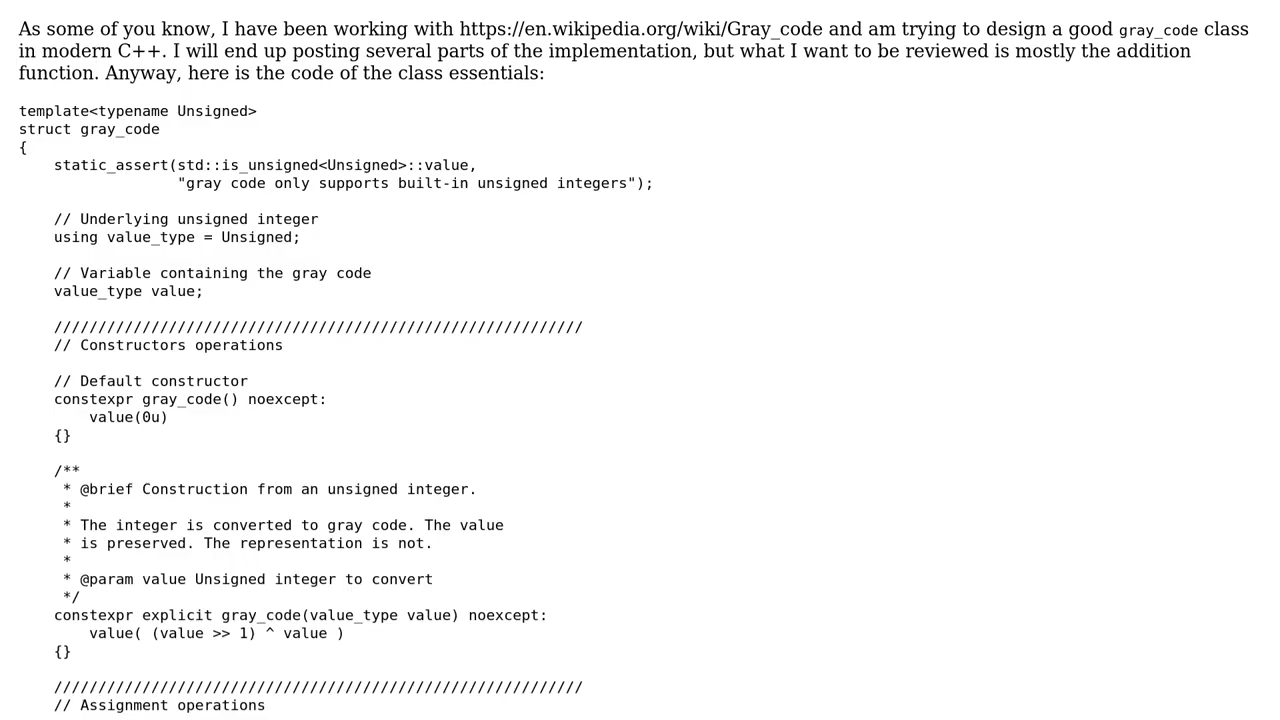 As some of you know, I have been working with https://en.wikipedia.org/wiki/Gray_code and am trying to design a good gray_code class
in modern C++. I will end up posting several parts of the implementation, but what I want to be reviewed is mostly the addition
function. Anyway, here is the code of the class essentials:
template<typename Unsigned>
struct gray_code
{
    static_assert(std::is_unsigned<Unsigned>::value,
                  "gray code only supports built-in unsigned integers");
    // Underlying unsigned integer
    using value_type = Unsigned;
    // Variable containing the gray code
    value_type value;
    ////////////////////////////////////////////////////////////
    // Constructors operations
    // Default constructor
    constexpr gray_code() noexcept:
        value(0u)
    {}
    /**
     * @brief Construction from an unsigned integer.
     *
     * The integer is converted to gray code. The value
     * is preserved. The representation is not.
     *
     * @param value Unsigned integer to convert
     */
    constexpr explicit gray_code(value_type value) noexcept:
        value( (value >> 1) ^ value )
    {}
    ////////////////////////////////////////////////////////////
    // Assignment operations